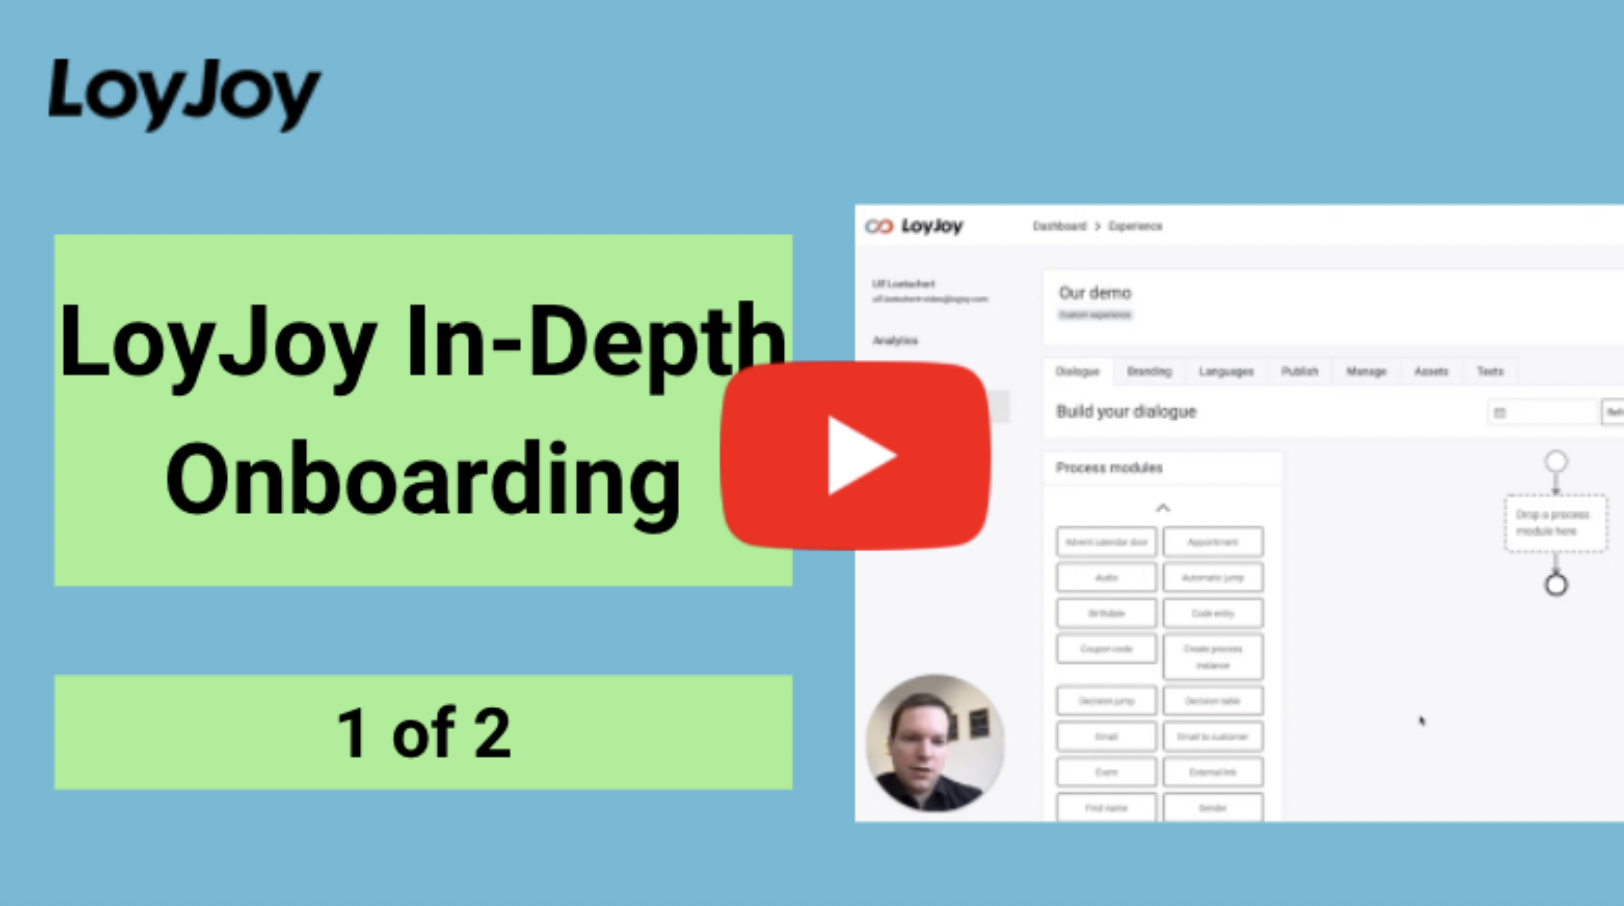 LoyJoy
LoyJoy In-Depth
Onboarding
1 of 2
LoyJoy
Dashboard > Experience
Ulf Loetschert
Analytics
Our demo
Custom experience
Dialogue Branding Languages Publish Manage Assets Texts
Build your dialogue
Process modules
Advent calendar door Appointment
Audio Automatic jump
Birthdate Code entry
Coupon code Create process
instance
Decision jump Decision table
Email Email to customer
Event External link
First name Gender
Drop a process
module here